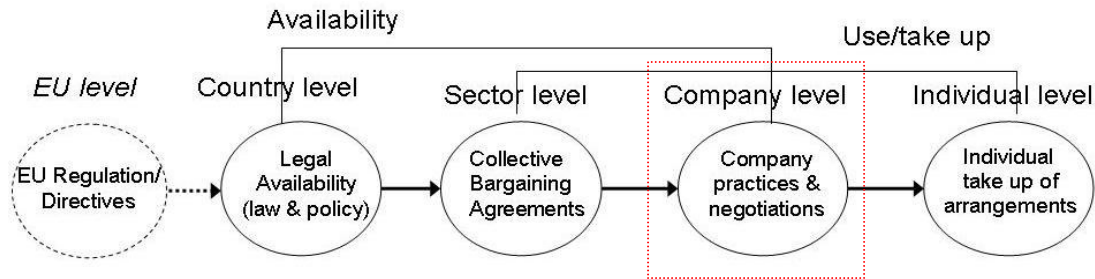 Availability
Use/take up
EU level
Country level
Sector level
Company level
Individual level
EU Regulation/
Directives
Legal
Availability
(law & policy)
Collective
Bargaining
Agreements
Company
practices &
negotiations
Individual
take up of
arrangements